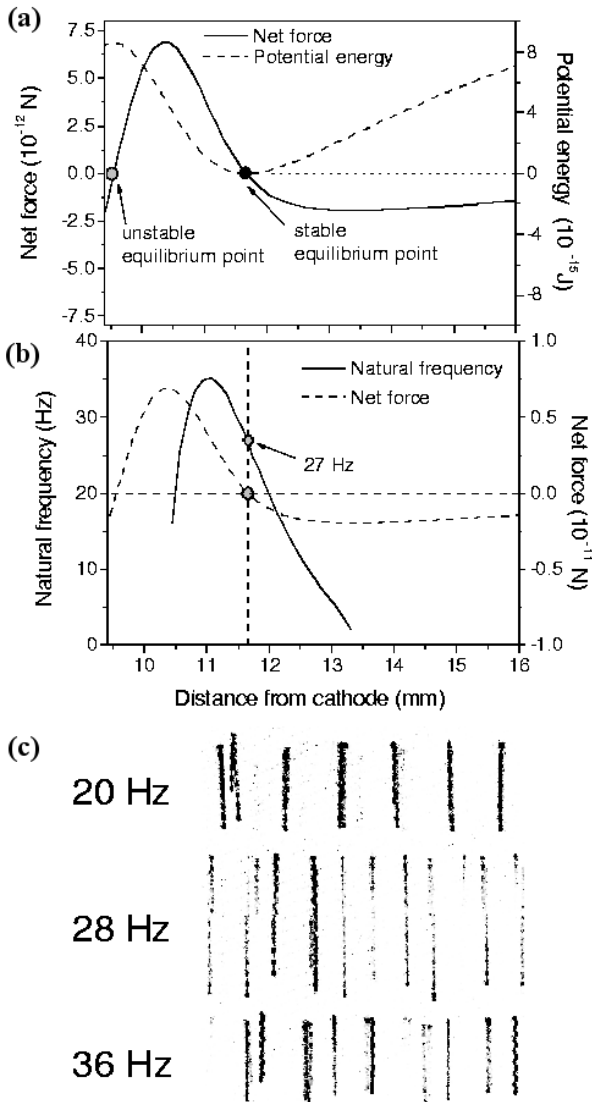 (a)
Net force
Potential energy
7.5
5.0
2.5
0.0
-2.5
-5.0
-7.5
Net force (10⁻¹² N)
8
4
0
-4
-8
Potential energy (10⁻¹⁵J)
unstable
equilibrium point
stable
equilibrium point
(b)
Natural frequency
Net force
40
30
20
10
0
Natural frequency (Hz)
27 Hz
1.0
0.5
0.0
-0.5
-1.0
Net force (10⁻¹¹ N)
10 11 12 13 14 15 16
Distance from cathode (mm)
(c)
20 Hz
28 Hz
36 Hz